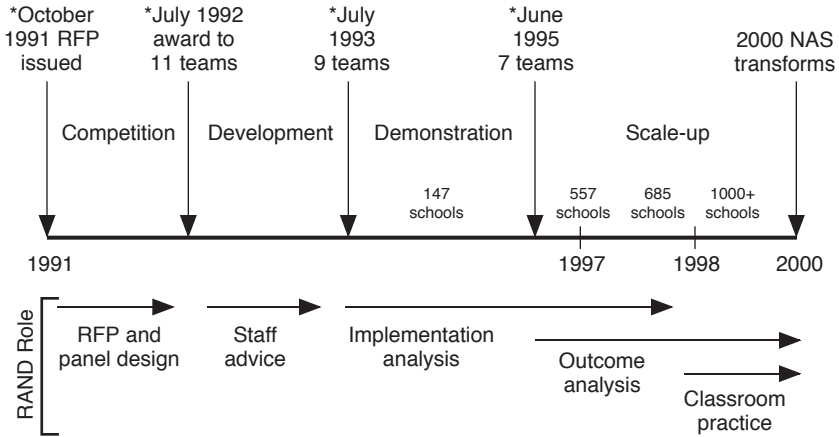 *October
1991 RFP
issued
*July 1992
award to
11 teams
*July
1993
9 teams
*June
1995
7 teams
2000 NAS
transforms
Competition
Development
Demonstration
Scale-up
147
schools
557
schools
685
schools
1000+
schools
1991
1997
1998
2000
RAND Role
RFP and
panel design
Staff
advice
Implementation
analysis
Outcome
analysis
Classroom
practice